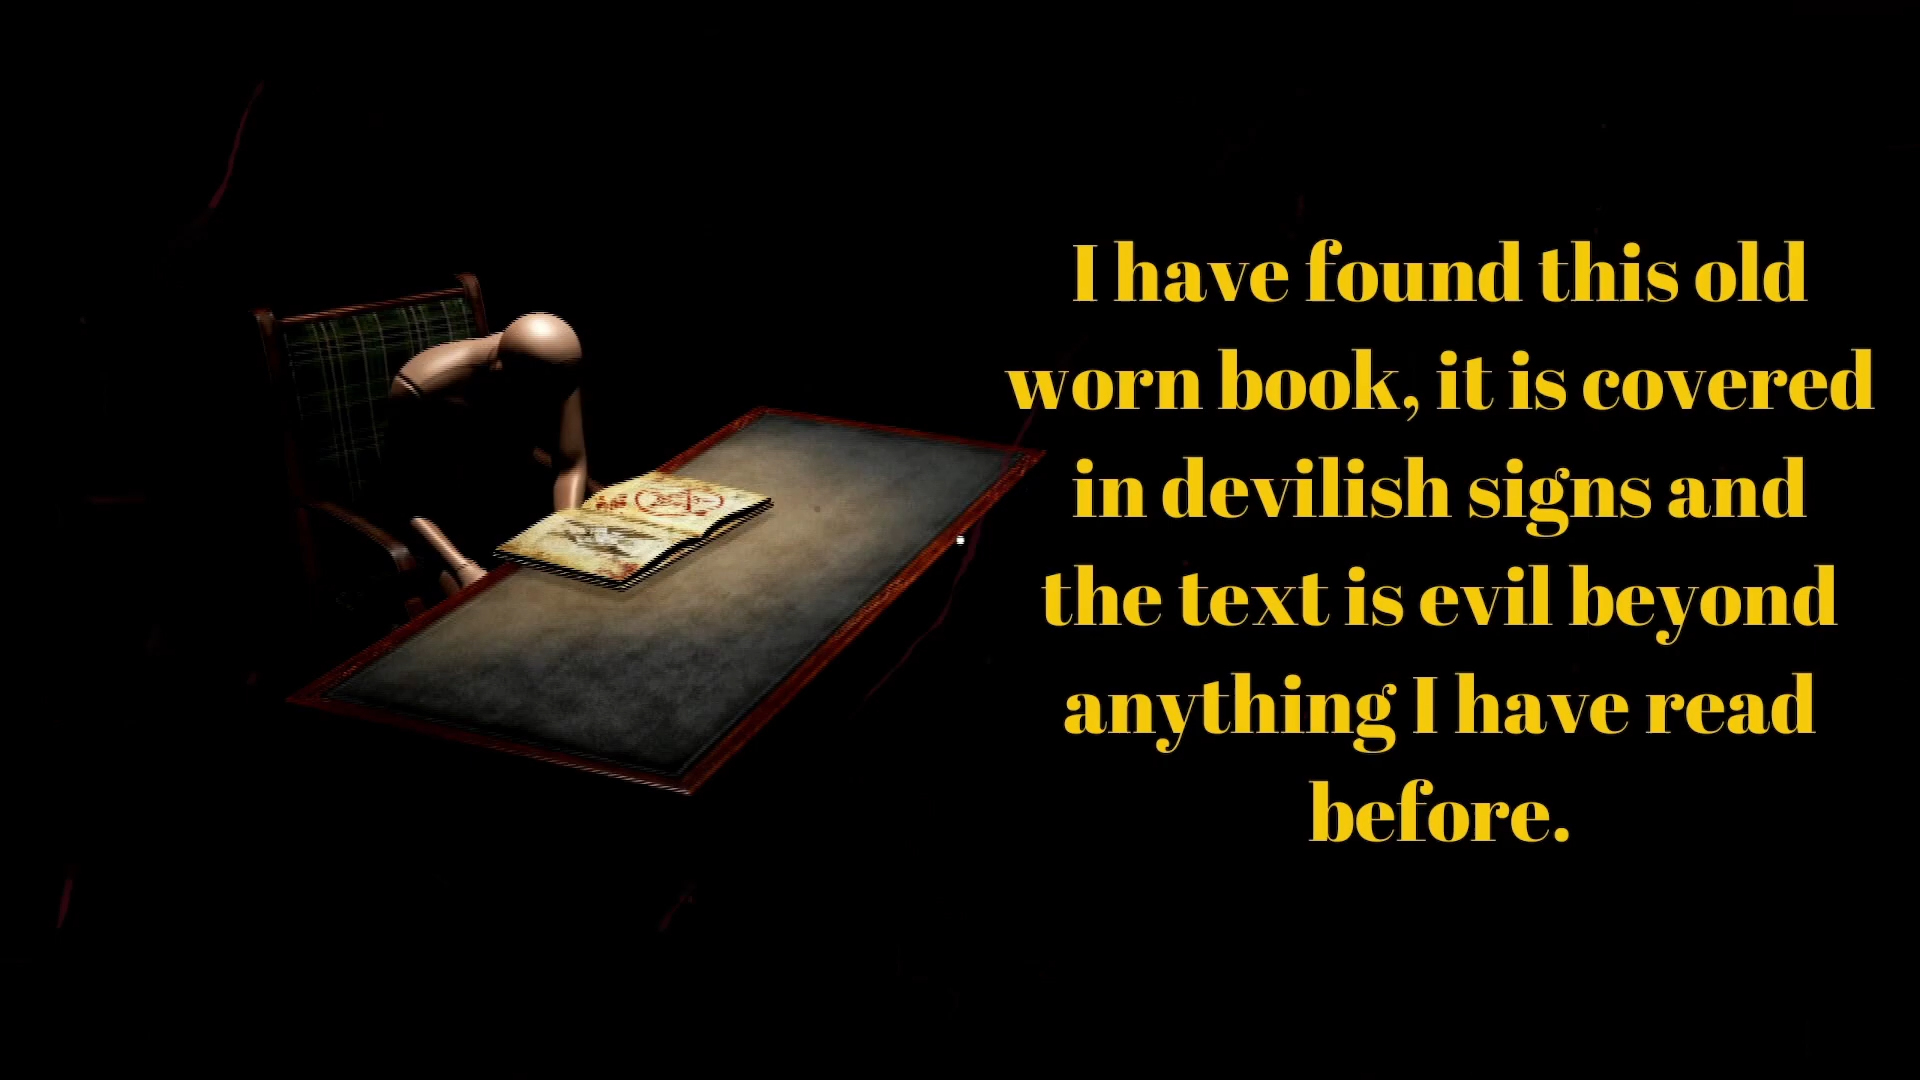 I have found this old
worn book, it is covered
in devilish signs and
the text is evil beyond
anything I have read
before.